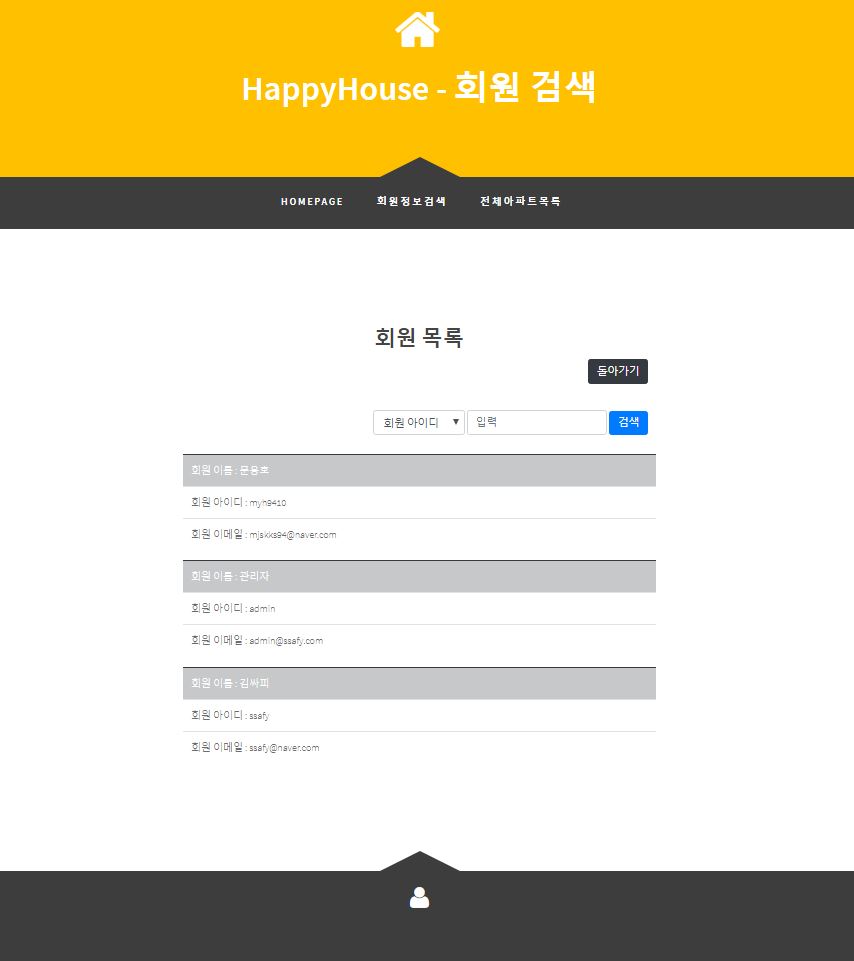 HappyHouse - 회원 검색
HOMEPAGE 회원정보검색 전체아파트목록
회원 목록
돌아가기
회원 아이디 입력 검색
회원 이름 : 문용호
회원 아이디 : myh9410
회원 이메일 : mjskks94@naver.com
회원 이름 : 관리자
회원 아이디 : admin
회원 이메일 : admin@ssafy.com
회원 이름 : 김싸피
회원 아이디 : ssafy
회원 이메일 : ssafy@naver.com